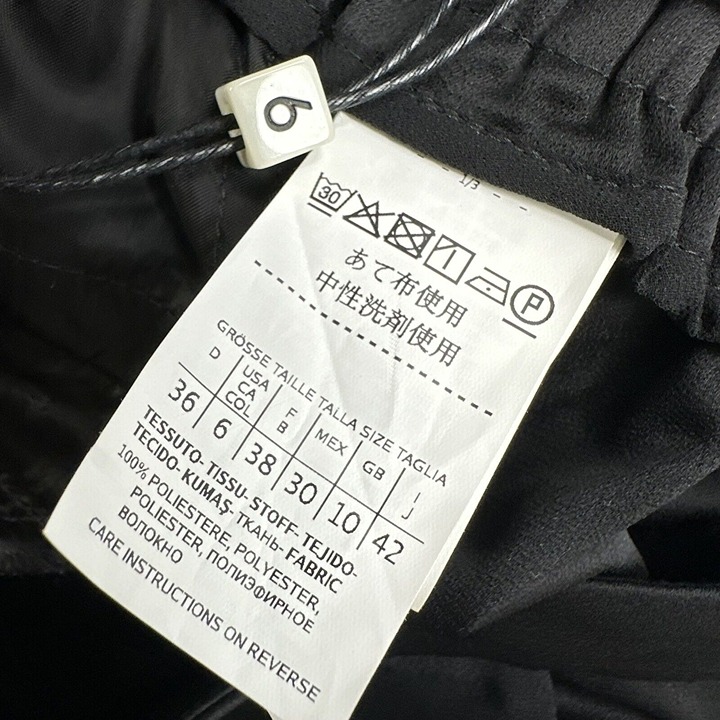 6
- - 1/3 - -
30 P
あて布使用
中性洗剤使用
GRÖSSE TAILLE TALLA SIZE TAGLIA
D USA CA COL F B MEX GB I J
36 6 38 30 10 42
TESSUTO- TISSU- STOFF- TEJIDO-
TECIDO- KUMAŞ- ТКАНЬ- FABRIC
100% POLIESTERE, POLYESTER,
POLIESTER, ПОЛИЭФИРНОЕ
ВОЛОКНО
CARE INSTRUCTIONS ON REVERSE